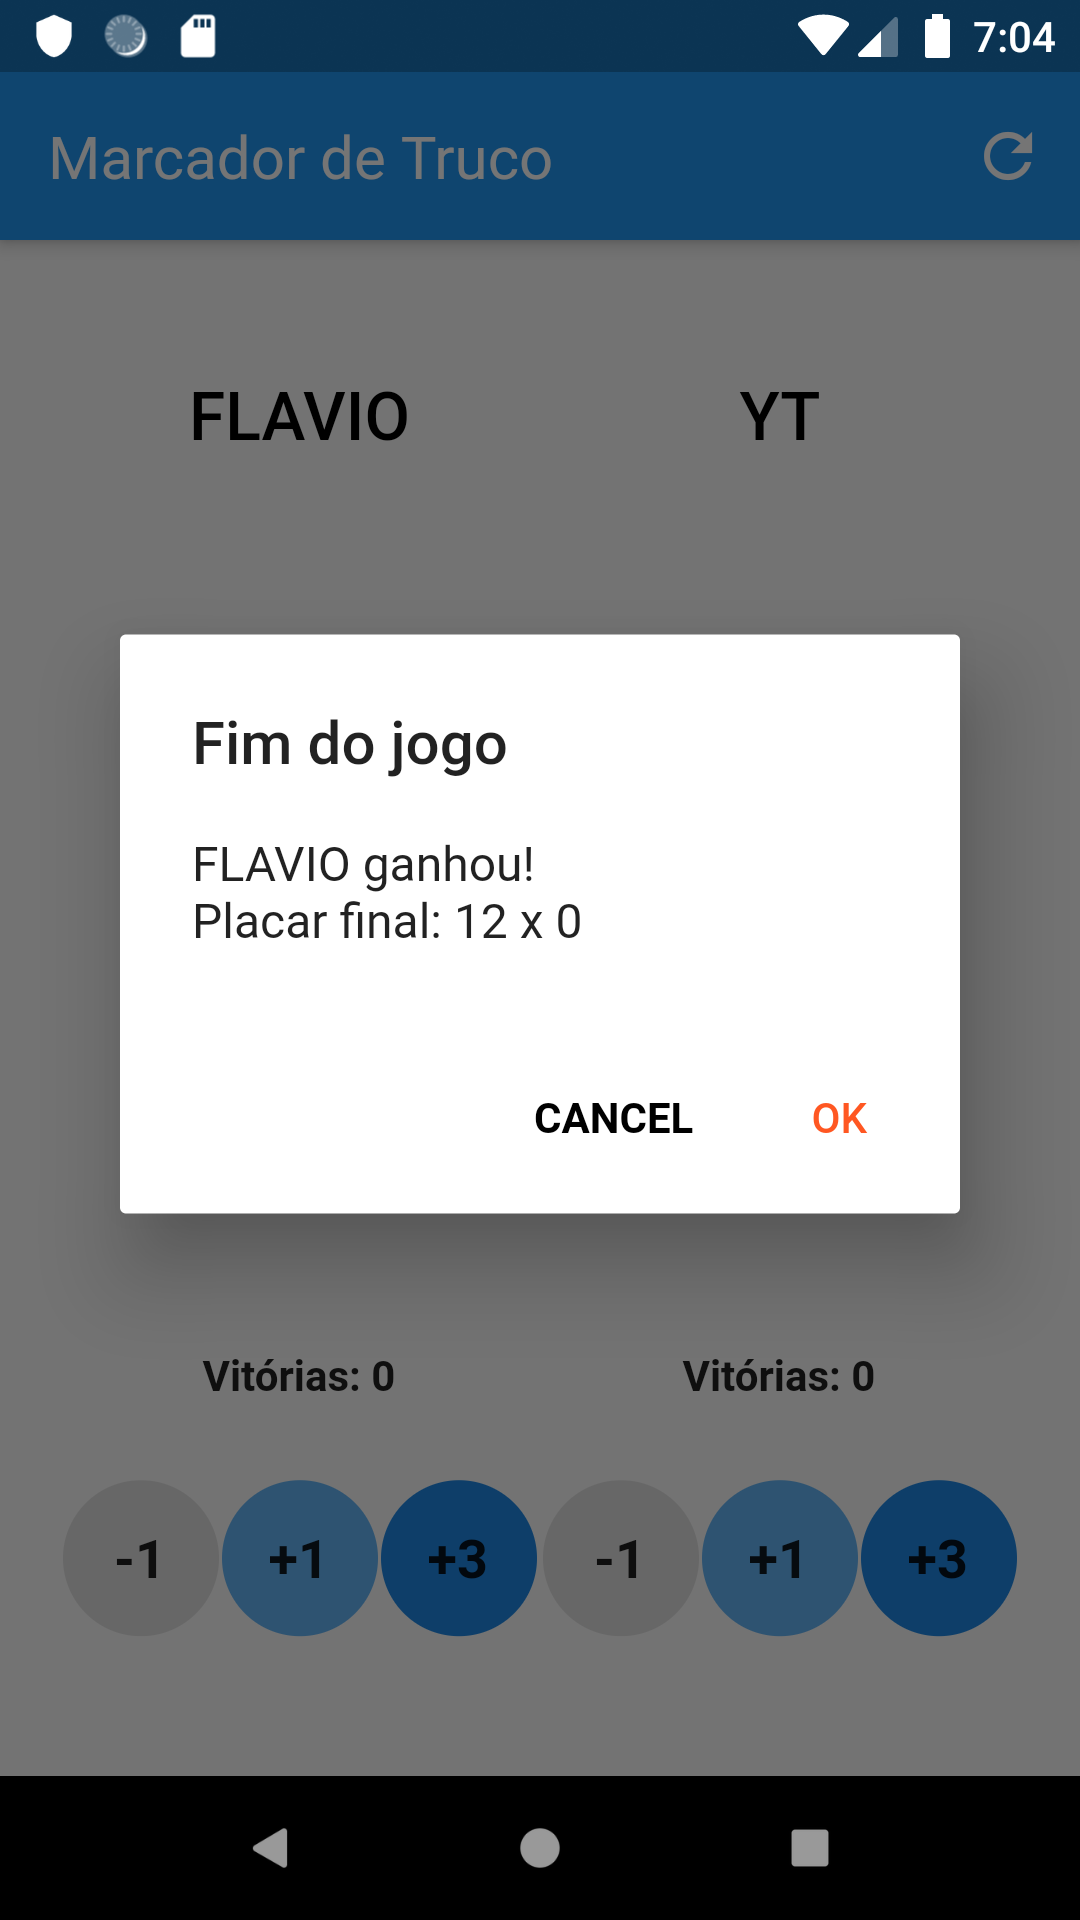 7:04
Marcador de Truco
FLAVIO YT
Fim do jogo
FLAVIO ganhou!
Placar final: 12 x 0
CANCEL OK
Vitórias: 0 Vitórias: 0
-1 +1 +3 -1 +1 +3